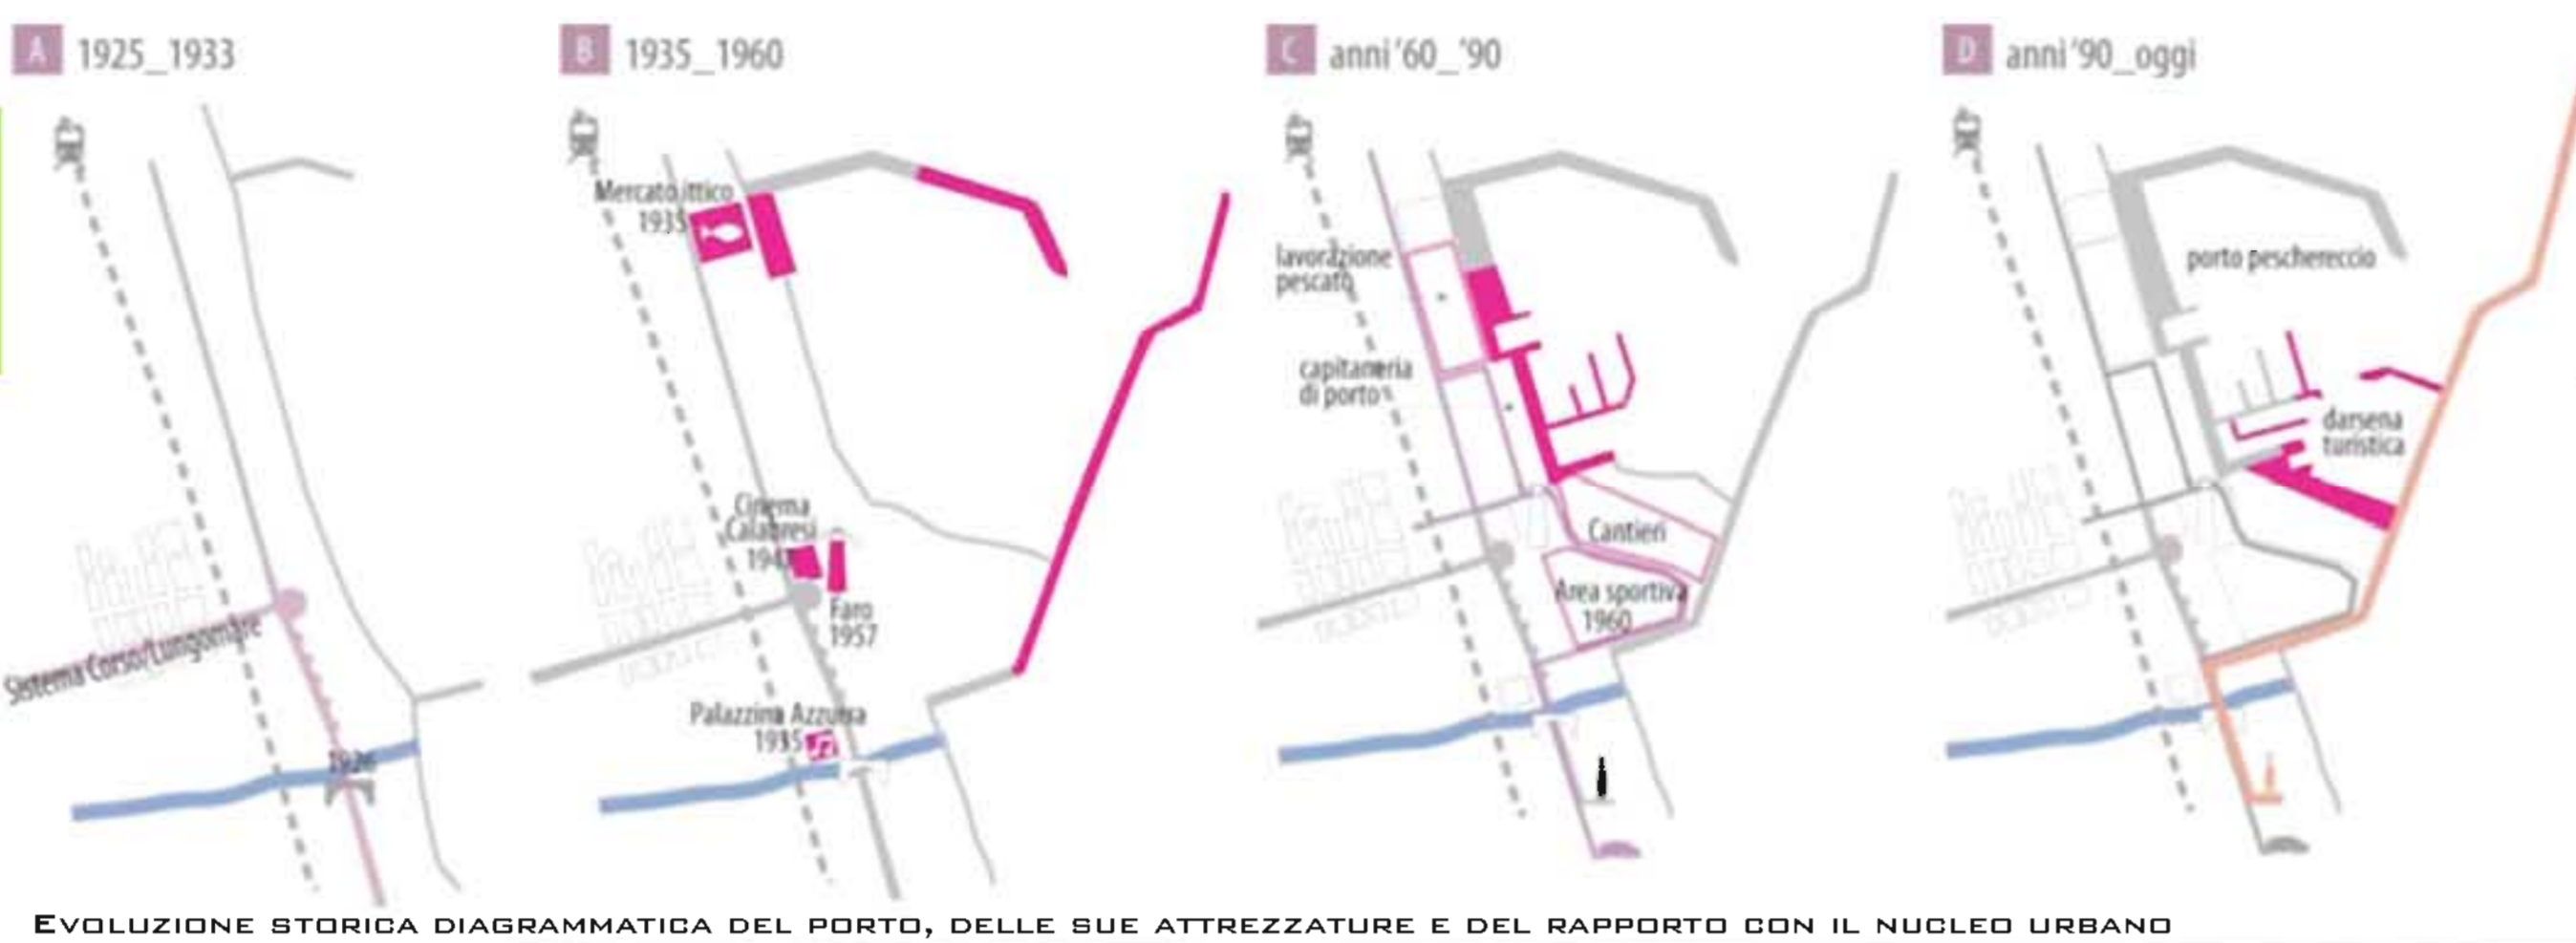 A 1925_1933
Sistema Corso/Lungomare
1926
B 1935_1960
Mercato ittico
1935
Cinema
Calabresi
194
Faro
1957
Palazzina Azzurra
1935
C anni '60_'90
lavorazione
pescato
capitaneria
di porto
Cantieri
Area sportiva
1960
D anni '90_oggi
porto peschereccio
darsena
turistica
Evoluzione storica diagrammatica del porto, delle sue attrezzature e del rapporto con il nucleo urbano